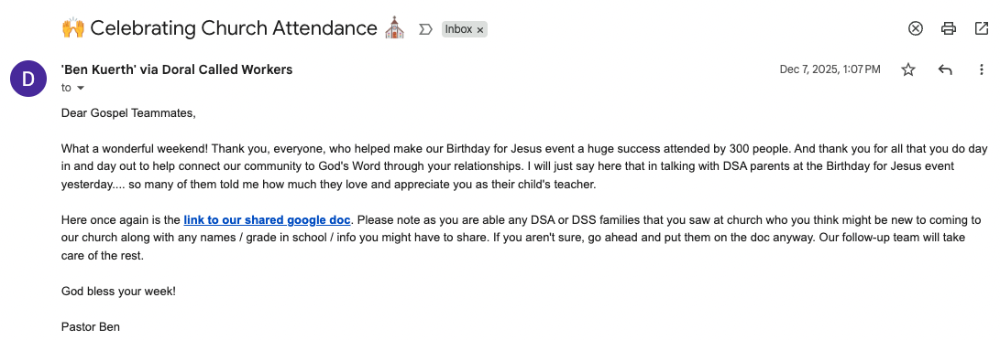 🙌 Celebrating Church Attendance ⛪ Inbox ×
D
'Ben Kuerth' via Doral Called Workers
Dec 7, 2025, 1:07 PM
to
Dear Gospel Teammates,
What a wonderful weekend! Thank you, everyone, who helped make our Birthday for Jesus event a huge success attended by 300 people. And thank you for all that you do day
in and day out to help connect our community to God's Word through your relationships. I will just say here that in talking with DSA parents at the Birthday for Jesus event
yesterday.... so many of them told me how much they love and appreciate you as their child's teacher.
Here once again is the link to our shared google doc. Please note as you are able any DSA or DSS families that you saw at church who you think might be new to coming to
our church along with any names / grade in school / info you might have to share. If you aren't sure, go ahead and put them on the doc anyway. Our follow-up team will take
care of the rest.
God bless your week!
Pastor Ben